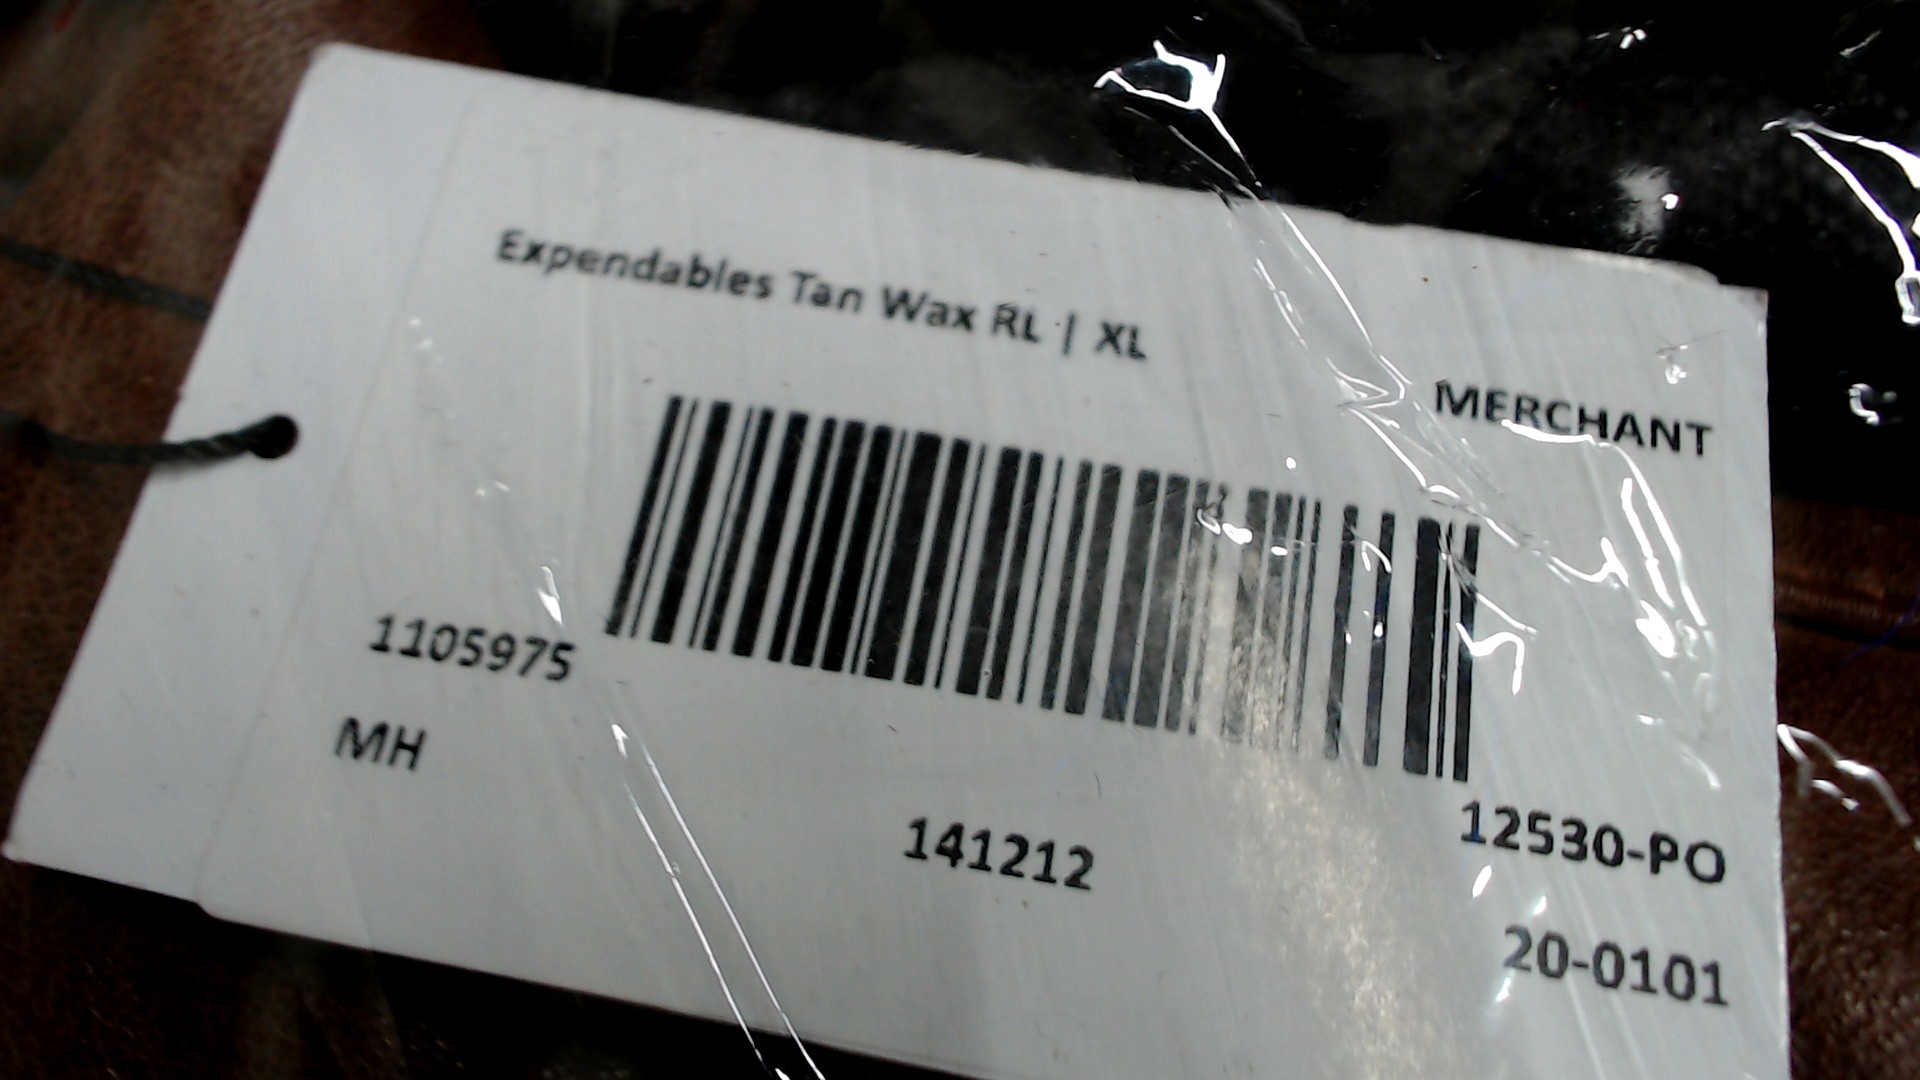 Expendables Tan Wax RL | XL
MERCHANT
1105975
MH
141212
12530-PO
20-0101